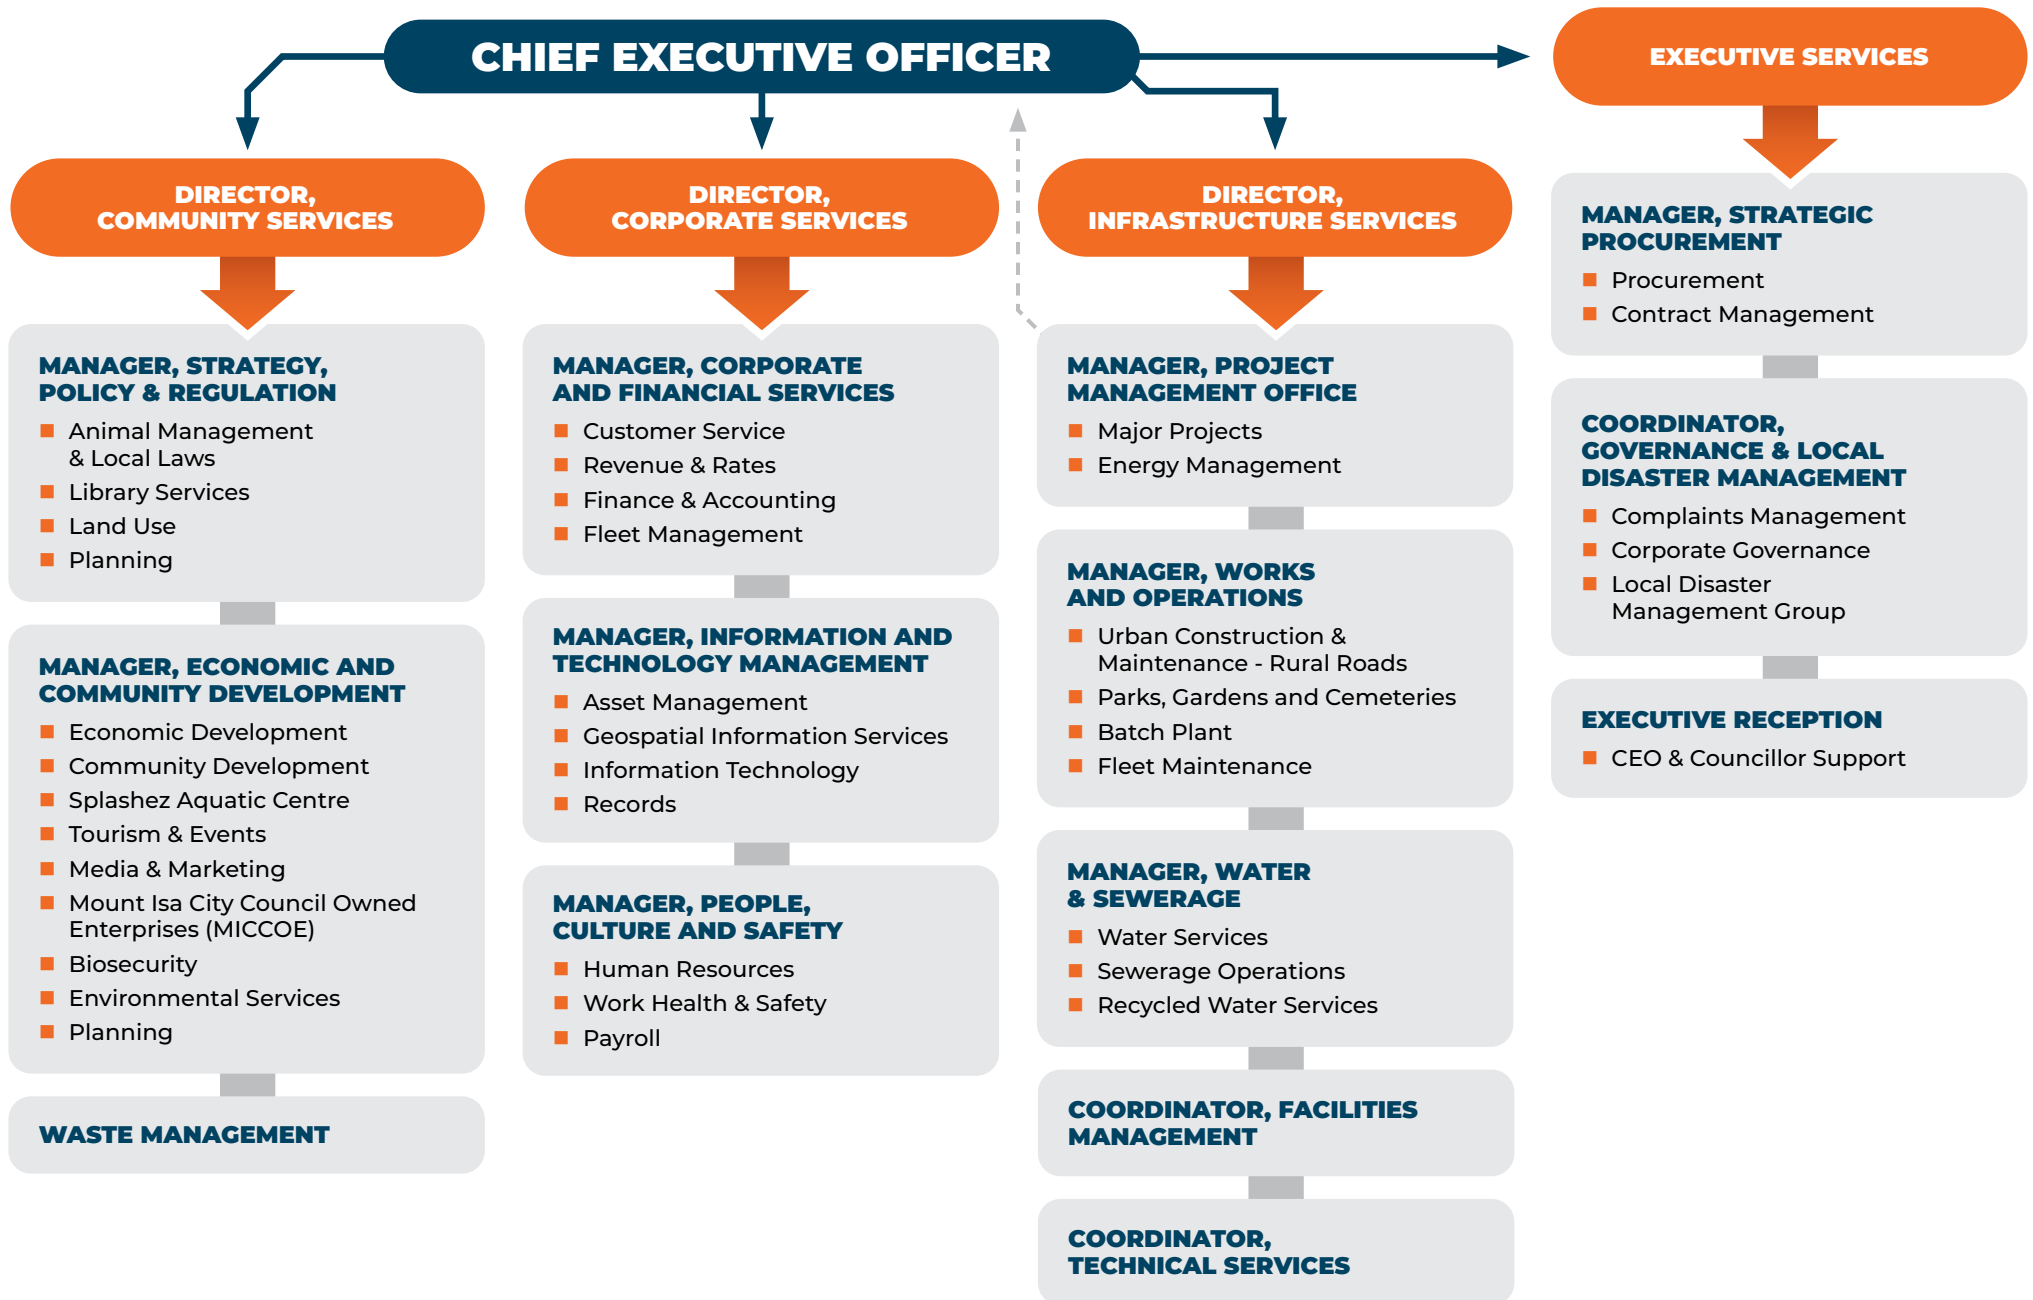 CHIEF EXECUTIVE OFFICER
EXECUTIVE SERVICES
DIRECTOR,
COMMUNITY SERVICES
MANAGER, STRATEGY,
POLICY & REGULATION
Animal Management
& Local Laws
Library Services
Land Use
Planning
MANAGER, ECONOMIC AND
COMMUNITY DEVELOPMENT
Economic Development
Community Development
Splashez Aquatic Centre
Tourism & Events
Media & Marketing
Mount Isa City Council Owned
Enterprises (MICCOE)
Biosecurity
Environmental Services
Planning
WASTE MANAGEMENT
DIRECTOR,
CORPORATE SERVICES
MANAGER, CORPORATE
AND FINANCIAL SERVICES
Customer Service
Revenue & Rates
Finance & Accounting
Fleet Management
MANAGER, INFORMATION AND
TECHNOLOGY MANAGEMENT
Asset Management
Geospatial Information Services
Information Technology
Records
MANAGER, PEOPLE,
CULTURE AND SAFETY
Human Resources
Work Health & Safety
Payroll
DIRECTOR,
INFRASTRUCTURE SERVICES
MANAGER, PROJECT
MANAGEMENT OFFICE
Major Projects
Energy Management
MANAGER, WORKS
AND OPERATIONS
Urban Construction &
Maintenance - Rural Roads
Parks, Gardens and Cemeteries
Batch Plant
Fleet Maintenance
MANAGER, WATER
& SEWERAGE
Water Services
Sewerage Operations
Recycled Water Services
COORDINATOR, FACILITIES
MANAGEMENT
COORDINATOR,
TECHNICAL SERVICES
MANAGER, STRATEGIC
PROCUREMENT
Procurement
Contract Management
COORDINATOR,
GOVERNANCE & LOCAL
DISASTER MANAGEMENT
Complaints Management
Corporate Governance
Local Disaster
Management Group
EXECUTIVE RECEPTION
CEO & Councillor Support